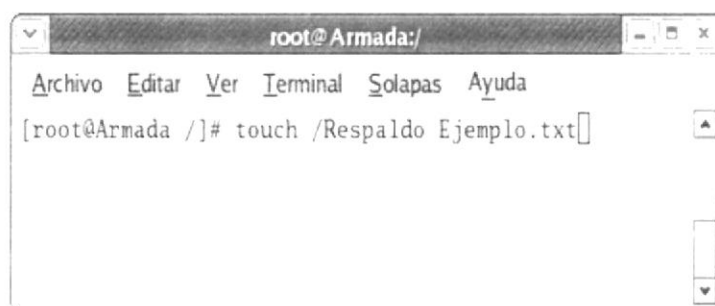 root@Armada:/
Archivo Editar Ver Terminal Solapas Ayuda
[root@Armada /]# touch /Respaldo Ejemplo.txt